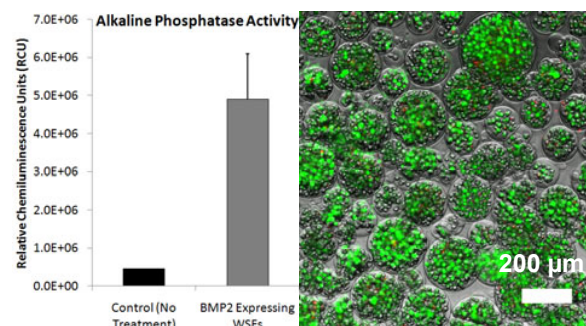 Alkaline Phosphatase Activity
Relative Chemiluminescence Units (RCU)
7.0E+06
6.0E+06
5.0E+06
4.0E+06
3.0E+06
2.0E+06
1.0E+06
0.0E+00
Control (No
Treatment)
BMP2 Expressing
WSFs
200 µm